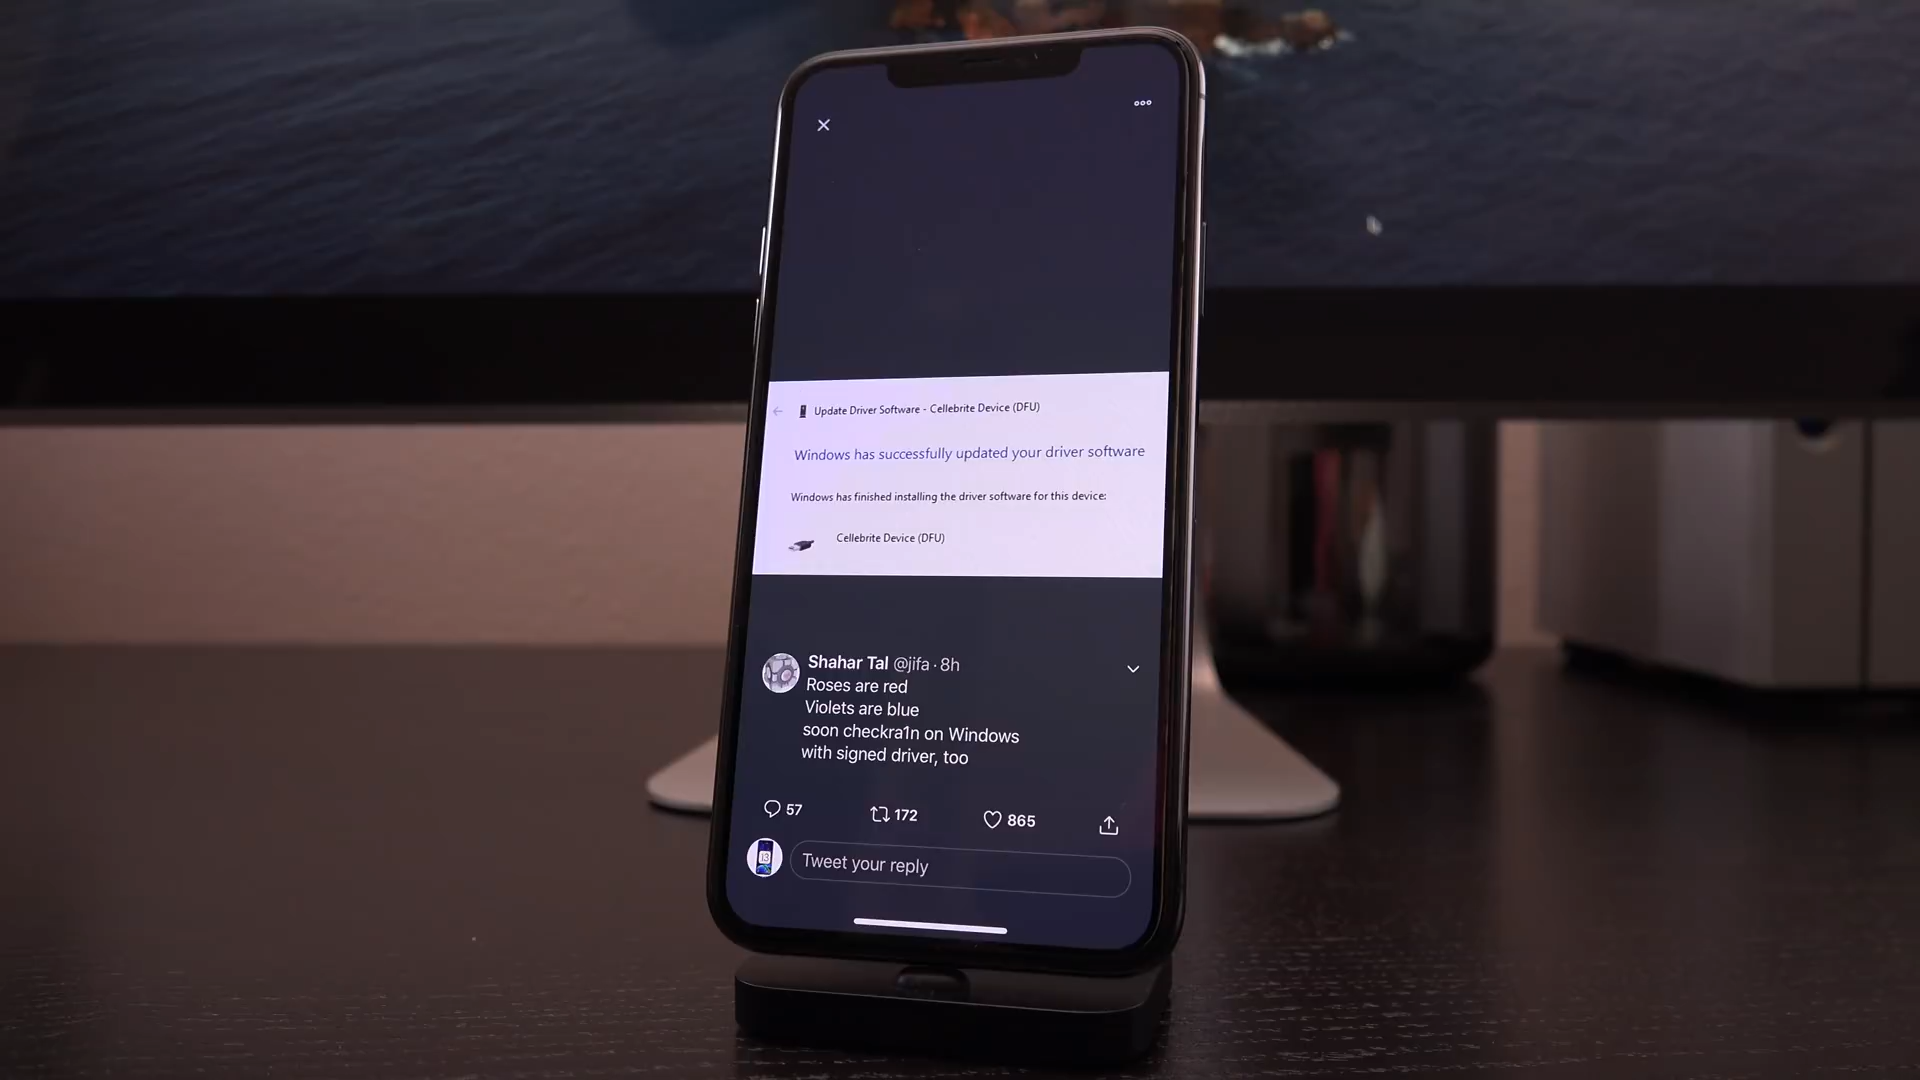 Update Driver Software - Cellebrite Device (DFU)
Windows has successfully updated your driver software
Windows has finished installing the driver software for this device:
Cellebrite Device (DFU)
Shahar Tal @jifa · 8h
Roses are red
Violets are blue
soon checkra1n on Windows
with signed driver, too
57 172 865
13
Tweet your reply